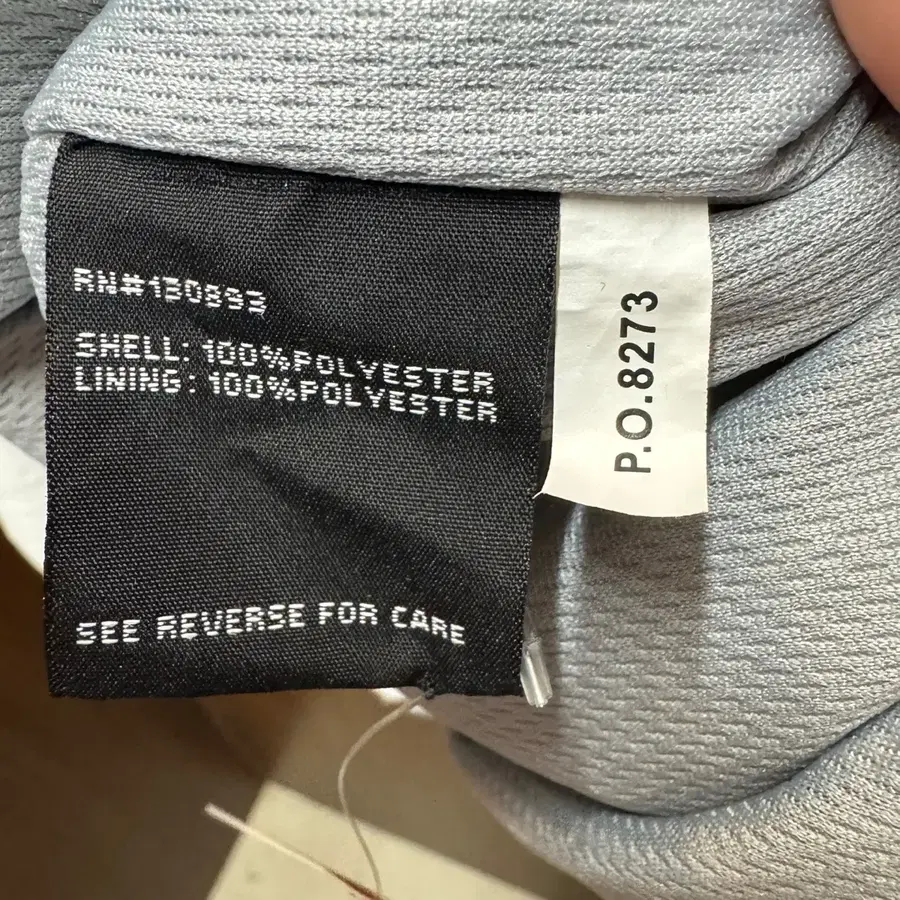 RN#130893
SHELL: 100%POLYESTER
LINING: 100%POLYESTER
SEE REVERSE FOR CARE
P.O.8273